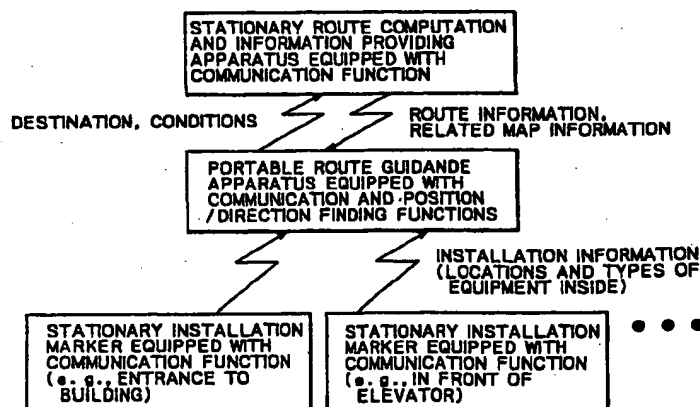 STATIONARY ROUTE COMPUTATION
AND INFORMATION PROVIDING
APPARATUS EQUIPPED WITH
COMMUNICATION FUNCTION
DESTINATION, CONDITIONS
ROUTE INFORMATION,
RELATED MAP INFORMATION
PORTABLE ROUTE GUIDANDE
APPARATUS EQUIPPED WITH
COMMUNICATION AND POSITION
/DIRECTION FINDING FUNCTIONS
INSTALLATION INFORMATION
(LOCATIONS AND TYPES OF
EQUIPMENT INSIDE)
STATIONARY INSTALLATION
MARKER EQUIPPED WITH
COMMUNICATION FUNCTION
(e. g., ENTRANCE TO
BUILDING)
STATIONARY INSTALLATION
MARKER EQUIPPED WITH
COMMUNICATION FUNCTION
(e. g., IN FRONT OF
ELEVATOR)